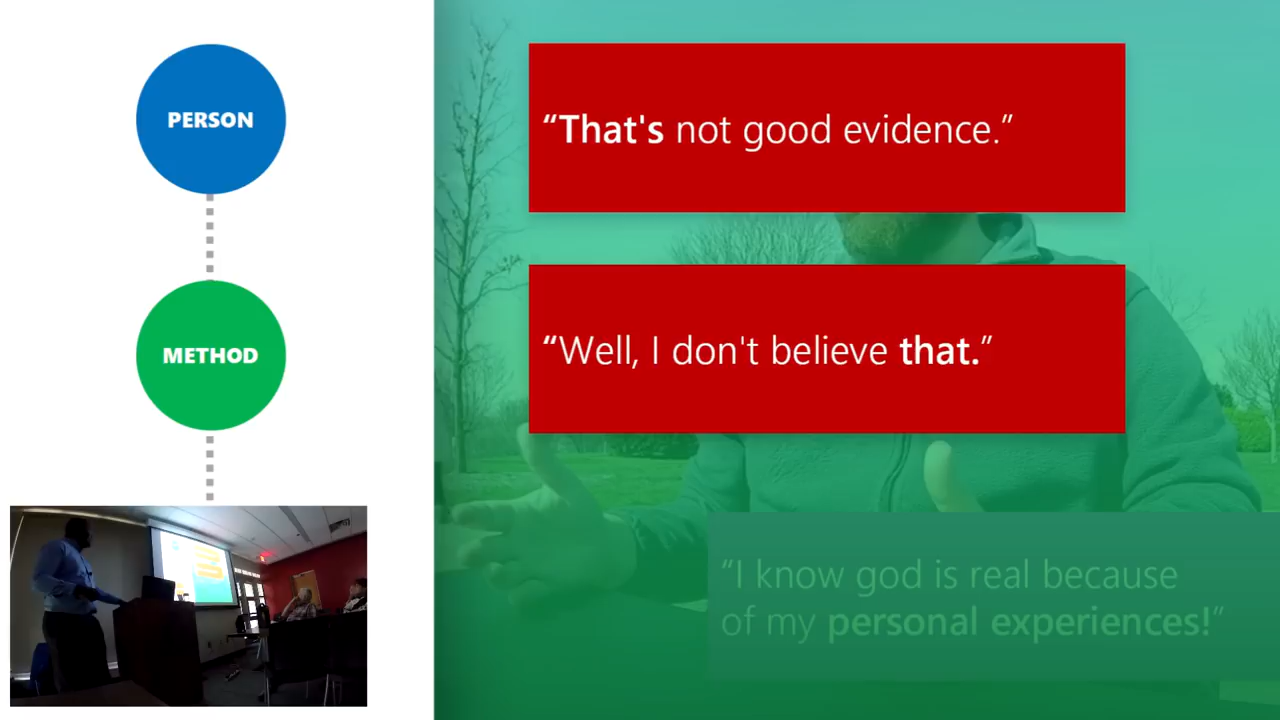 PERSON
METHOD
“That's not good evidence.”
“Well, I don't believe that.”
“I know god is real because
of my personal experiences!”